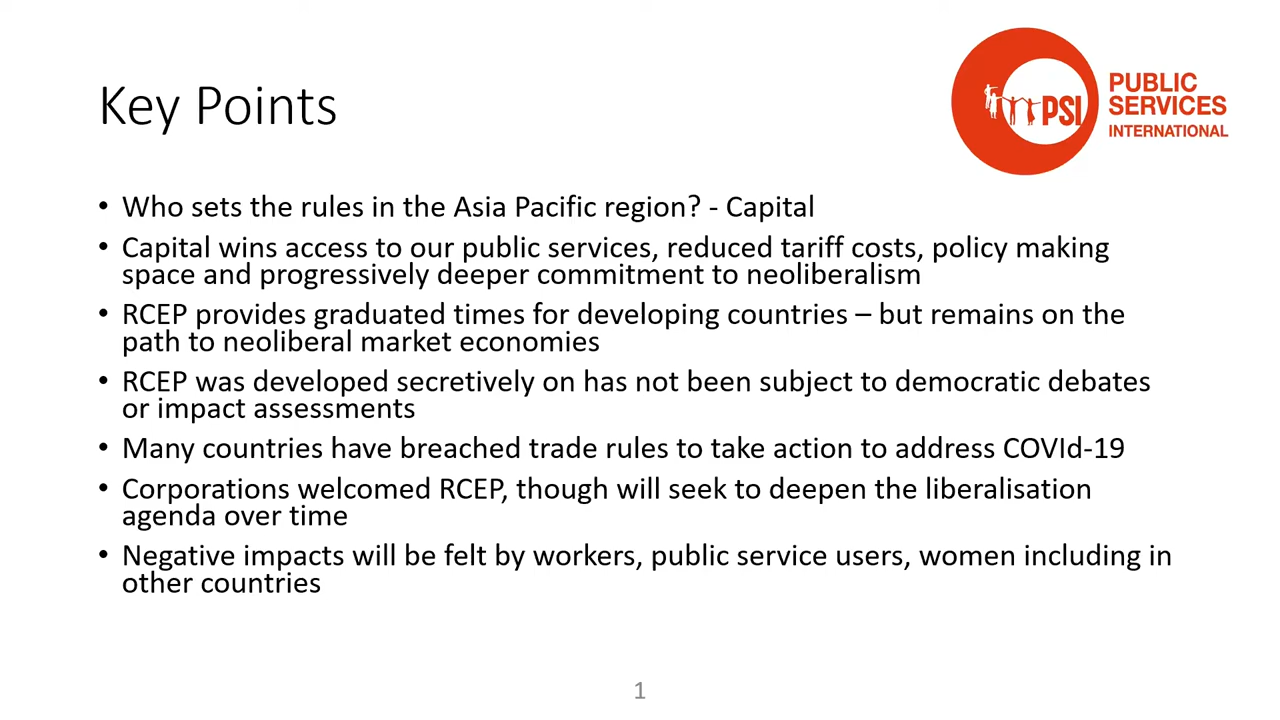 Key Points
PSI
PUBLIC
SERVICES
INTERNATIONAL
• Who sets the rules in the Asia Pacific region? - Capital
• Capital wins access to our public services, reduced tariff costs, policy making
space and progressively deeper commitment to neoliberalism
• RCEP provides graduated times for developing countries – but remains on the
path to neoliberal market economies
• RCEP was developed secretively on has not been subject to democratic debates
or impact assessments
• Many countries have breached trade rules to take action to address COVId-19
• Corporations welcomed RCEP, though will seek to deepen the liberalisation
agenda over time
• Negative impacts will be felt by workers, public service users, women including in
other countries
1